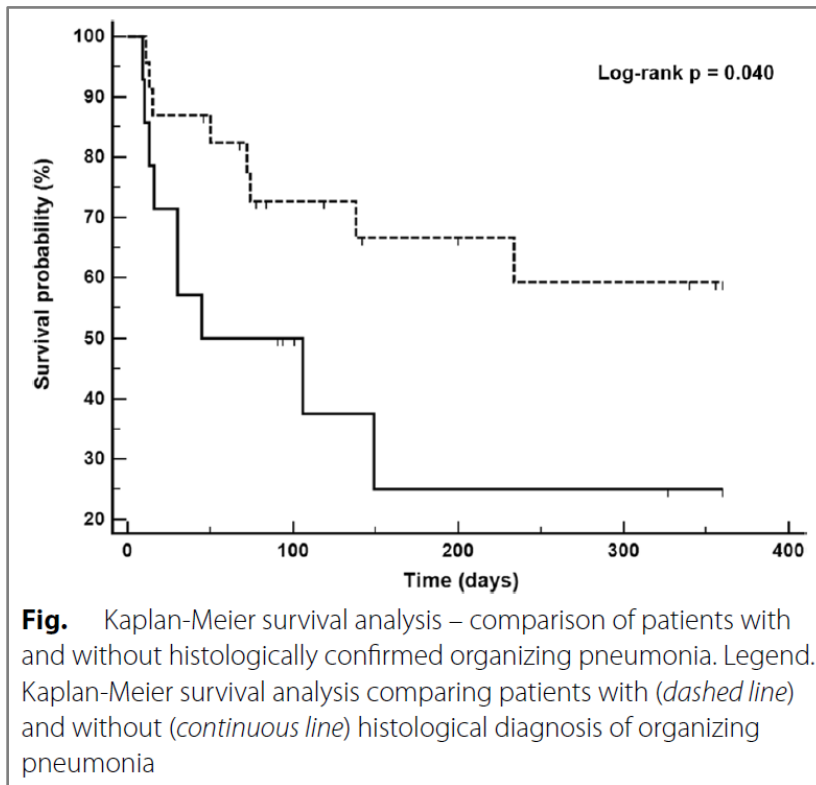 100
90
80
70
60
50
40
30
20
Survival probability (%)
Log-rank p = 0.040
0 100 200 300 400
Time (days)
Fig. Kaplan-Meier survival analysis – comparison of patients with
and without histologically confirmed organizing pneumonia. Legend.
Kaplan-Meier survival analysis comparing patients with (dashed line)
and without (continuous line) histological diagnosis of organizing
pneumonia